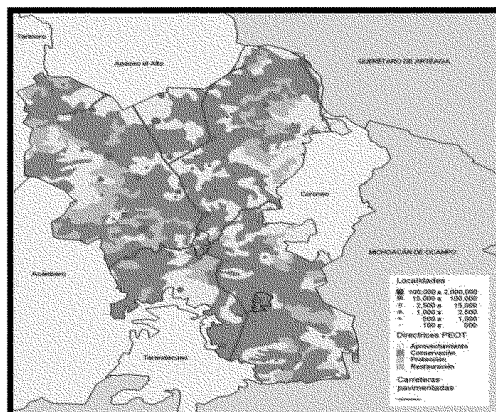 Tarimoro
Apaseo el Alto
QUERÉTARO DE ARTEAGA
Coroneo
MICHOACÁN DE OCAMPO
Acámbaro
Tarandacuao
Localidades
100,000 a 2,000,000
15,000 a 100,000
2,500 a 15,000
1,000 a 2,500
500 a 1,000
100 a 500
Directrices PEOT
Aprovechamiento
Conservación
Protección
Restauración
Carreteras
pavimentadas